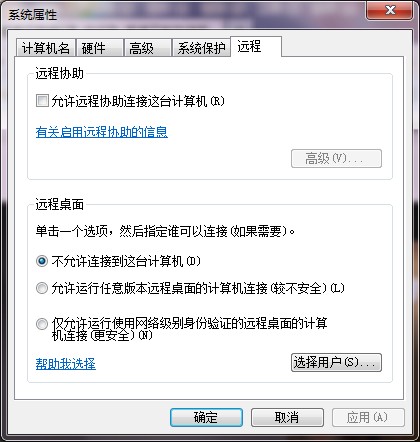 系统属性
计算机名 硬件 高级 系统保护 远程
远程协助
允许远程协助连接这台计算机(R)
有关启用远程协助的信息
高级(V)...
远程桌面
单击一个选项，然后指定谁可以连接(如果需要)。
不允许连接到这台计算机(D)
允许运行任意版本远程桌面的计算机连接(较不安全)(L)
仅允许运行使用网络级别身份验证的远程桌面的计算
机连接(更安全)(N)
帮助我选择
选择用户(S)...
确定 取消 应用(A)